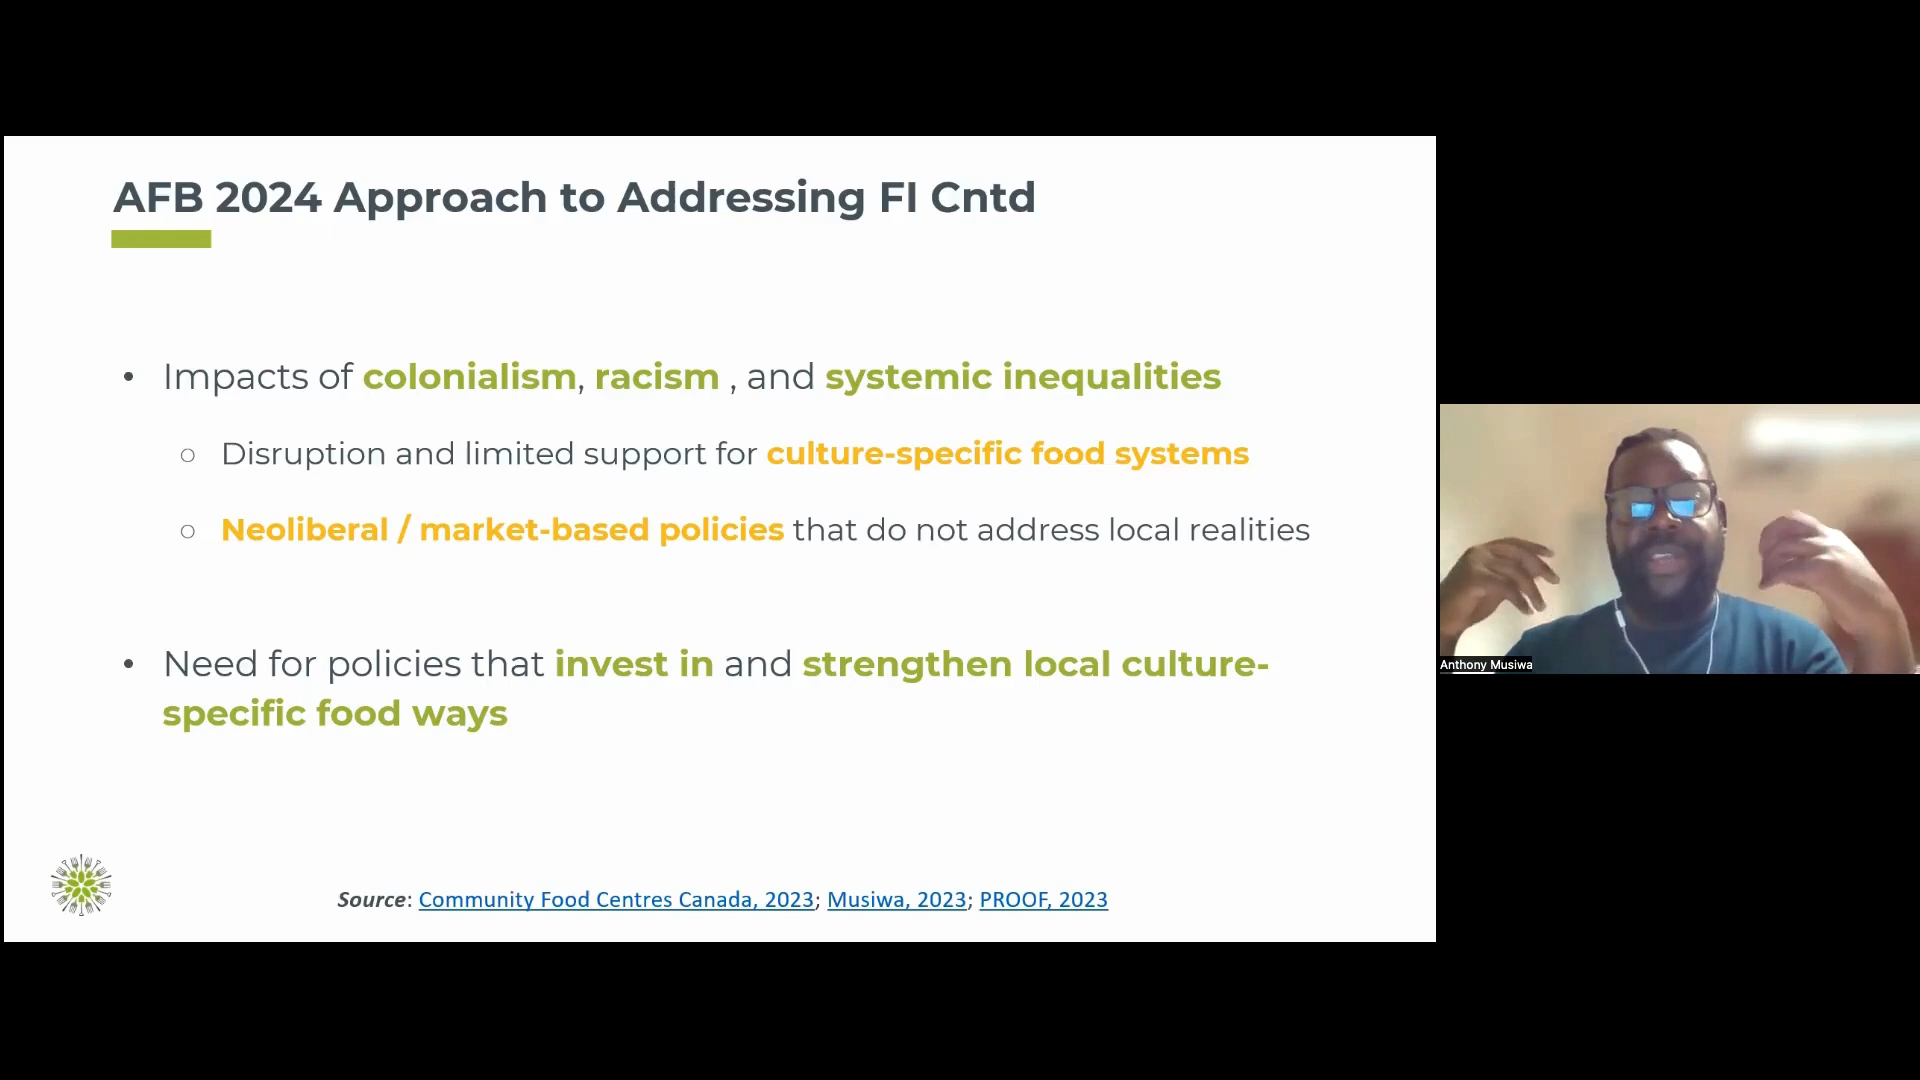 AFB 2024 Approach to Addressing FI Cntd
• Impacts of colonialism, racism , and systemic inequalities
○ Disruption and limited support for culture-specific food systems
○ Neoliberal / market-based policies that do not address local realities
• Need for policies that invest in and strengthen local culture-
specific food ways
Source: Community Food Centres Canada, 2023; Musiwa, 2023; PROOF, 2023
Anthony Musiwa